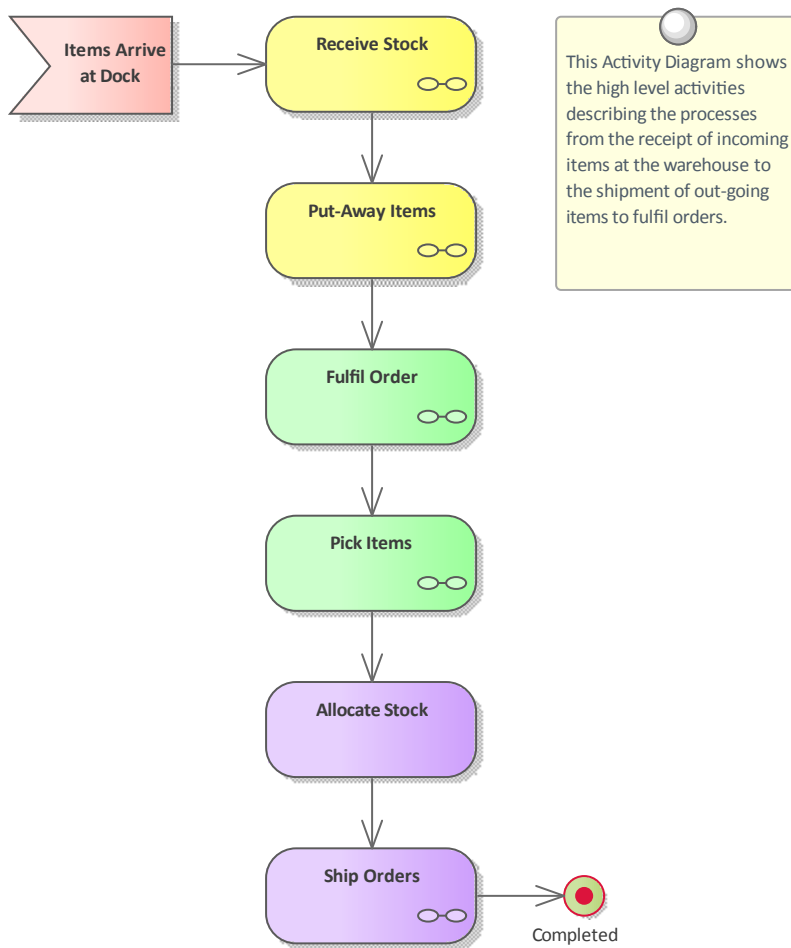 Items Arrive
at Dock
Receive Stock
This Activity Diagram shows
the high level activities
describing the processes
from the receipt of incoming
items at the warehouse to
the shipment of out-going
items to fulfil orders.
Put-Away Items
Fulfil Order
Pick Items
Allocate Stock
Ship Orders
Completed